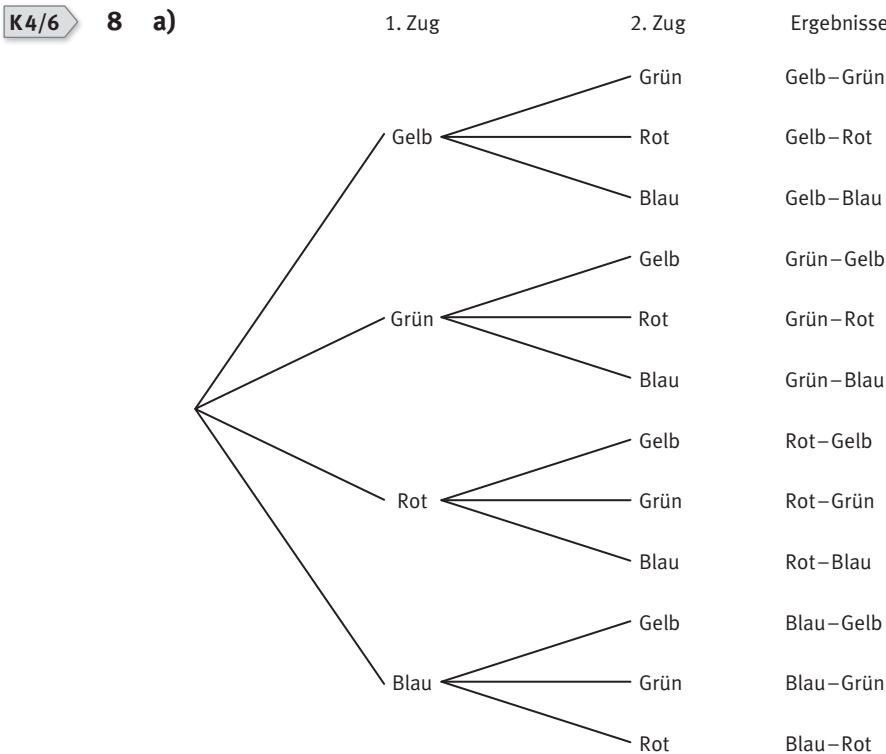 K4/6 8 a) 1. Zug 2. Zug Ergebnisse
Grün Gelb–Grün
Gelb Rot Gelb–Rot
Blau Gelb–Blau
Gelb Grün–Gelb
Grün Rot Grün–Rot
Blau Grün–Blau
Gelb Rot–Gelb
Rot Grün Rot–Grün
Blau Rot–Blau
Gelb Blau–Gelb
Blau Grün Blau–Grün
Rot Blau–Rot